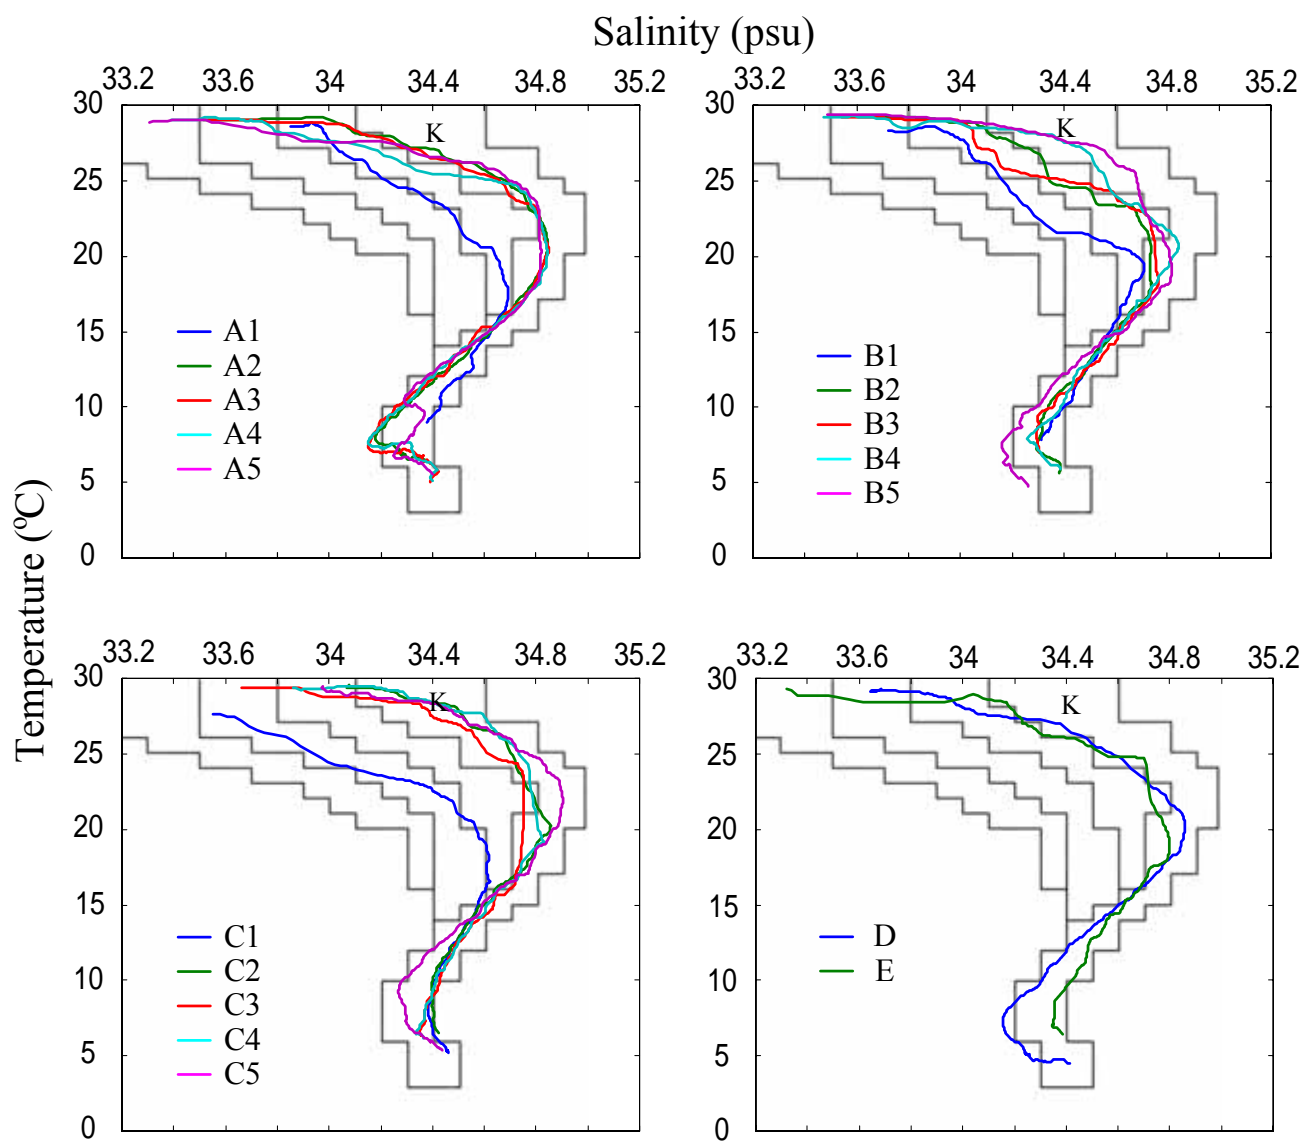 Salinity (psu)
33.2 33.6 34 34.4 34.8 35.2
33.2 33.6 34 34.4 34.8 35.2
30
25
20
15
10
5
0
K
A1
A2
A3
A4
A5
30
25
20
15
10
5
0
K
B1
B2
B3
B4
B5
Temperature (ºC)
33.2 33.6 34 34.4 34.8 35.2
33.2 33.6 34 34.4 34.8 35.2
30
25
20
15
10
5
0
K
C1
C2
C3
C4
C5
30
25
20
15
10
5
0
K
D
E